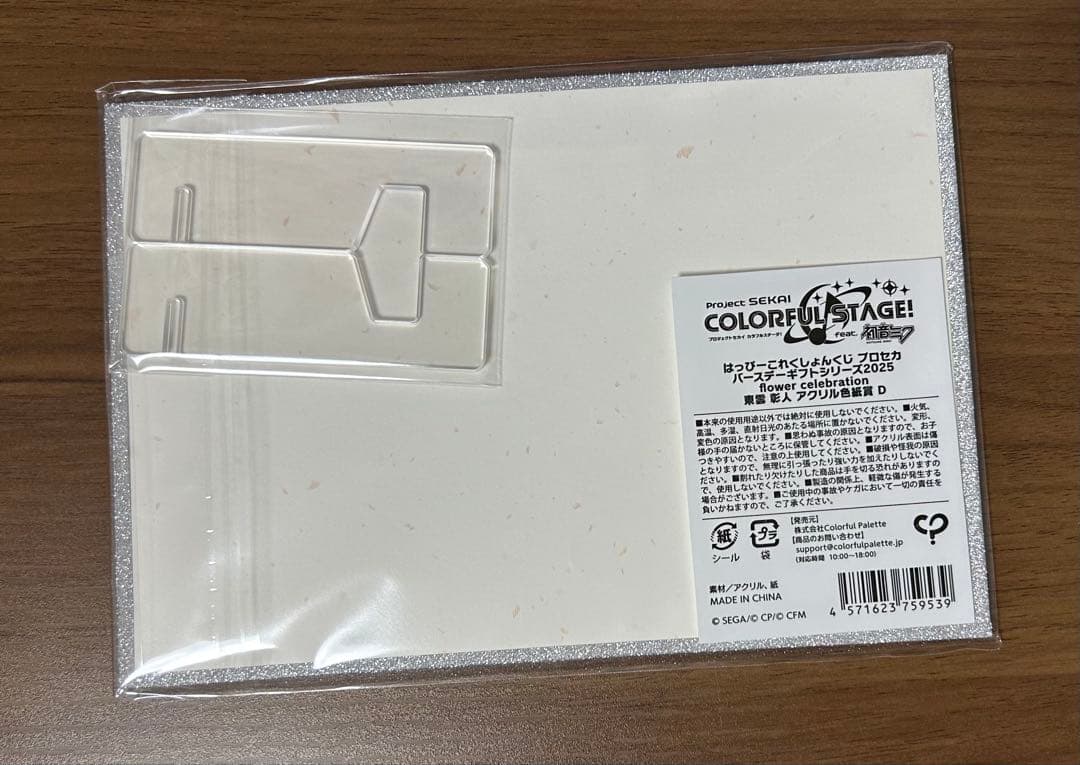 Project SEKAI
COLORFUL STAGE!
プロジェクトセカイ カラフルステージ!
feat. 初音ミク
HATSUNE MIKU
はっぴーこれくしょんくじ プロセカ
バースデーギフトシリーズ2025
flower celebration
東雲 彰人 アクリル色紙賞 D
■本来の使用用途以外では絶対に使用しないでください。■火気、
高温、多湿、直射日光のあたる場所に置かないでください。変形、
変色の原因となります。■思わぬ事故の原因となりますので、お子
様の手の届かないところに保管してください。■アクリル表面は傷
つきやすいので、注意の上使用してください。■破損や怪我の原因
となりますので、無理に引っ張ったり強い力を加えたりしないでく
ださい。■割れたり欠けたりした商品は手を切る恐れがありますの
で、使用しないでください。■製造の関係上、軽微な傷が発生する
場合がございます。■ご使用中の事故やケガにおいて一切の責任を
負いかねますので、ご了承ください。
紙
シール
プラ
袋
【発売元】
株式会社Colorful Palette
【商品のお問い合わせ】
support@colorfulpalette.jp
(対応時間 10:00~18:00)
CP
素材/アクリル、紙
MADE IN CHINA
© SEGA/© CP/© CFM
4 571623 759539